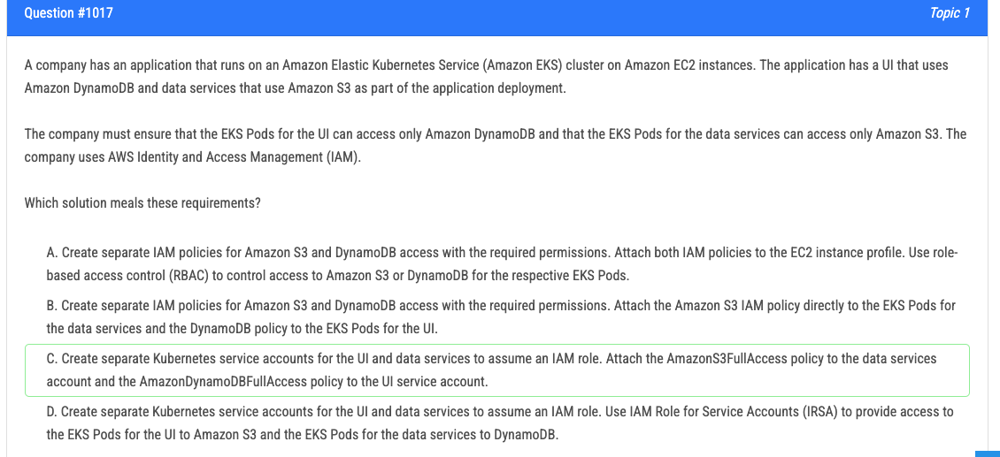 Question #1017
Topic 1
A company has an application that runs on an Amazon Elastic Kubernetes Service (Amazon EKS) cluster on Amazon EC2 instances. The application has a UI that uses
Amazon DynamoDB and data services that use Amazon S3 as part of the application deployment.
The company must ensure that the EKS Pods for the UI can access only Amazon DynamoDB and that the EKS Pods for the data services can access only Amazon S3. The
company uses AWS Identity and Access Management (IAM).
Which solution meals these requirements?
A. Create separate IAM policies for Amazon S3 and DynamoDB access with the required permissions. Attach both IAM policies to the EC2 instance profile. Use role-
based access control (RBAC) to control access to Amazon S3 or DynamoDB for the respective EKS Pods.
B. Create separate IAM policies for Amazon S3 and DynamoDB access with the required permissions. Attach the Amazon S3 IAM policy directly to the EKS Pods for
the data services and the DynamoDB policy to the EKS Pods for the UI.
C. Create separate Kubernetes service accounts for the UI and data services to assume an IAM role. Attach the AmazonS3FullAccess policy to the data services
account and the AmazonDynamoDBFullAccess policy to the UI service account.
D. Create separate Kubernetes service accounts for the UI and data services to assume an IAM role. Use IAM Role for Service Accounts (IRSA) to provide access to
the EKS Pods for the UI to Amazon S3 and the EKS Pods for the data services to DynamoDB.